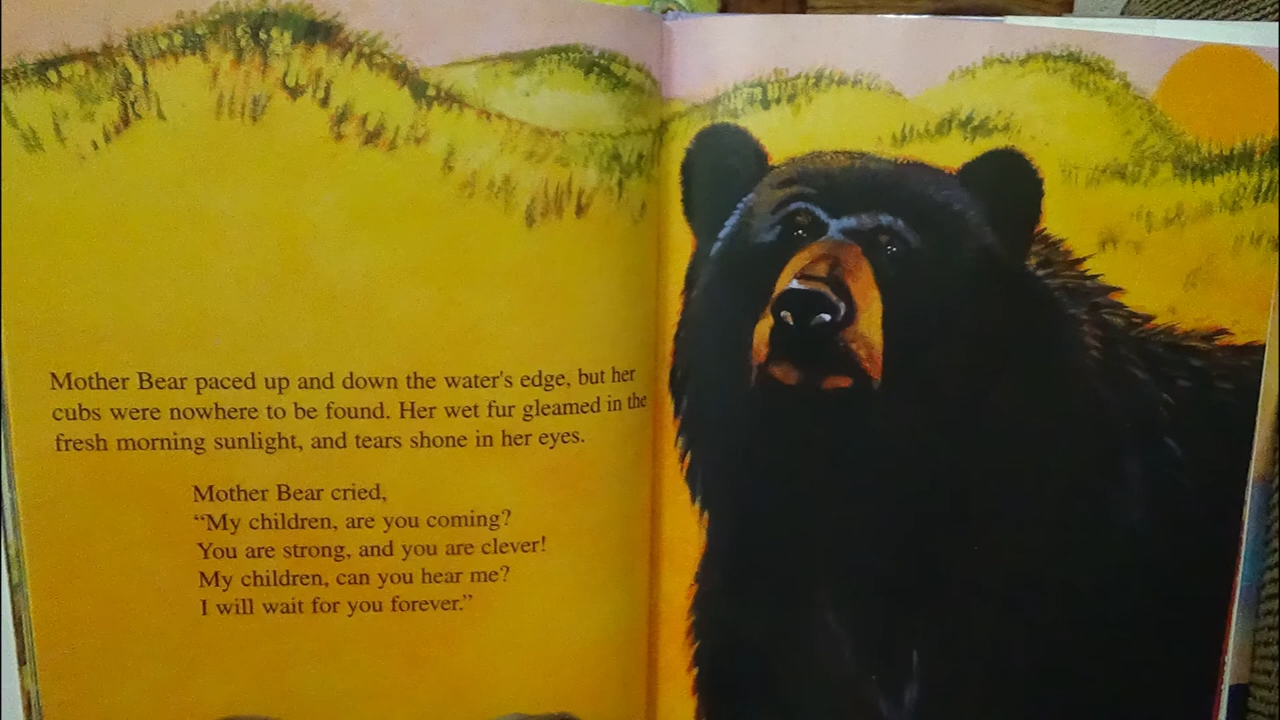 Mother Bear paced up and down the water's edge, but her
cubs were nowhere to be found. Her wet fur gleamed in the
fresh morning sunlight, and tears shone in her eyes.
Mother Bear cried,
“My children, are you coming?
You are strong, and you are clever!
My children, can you hear me?
I will wait for you forever.”